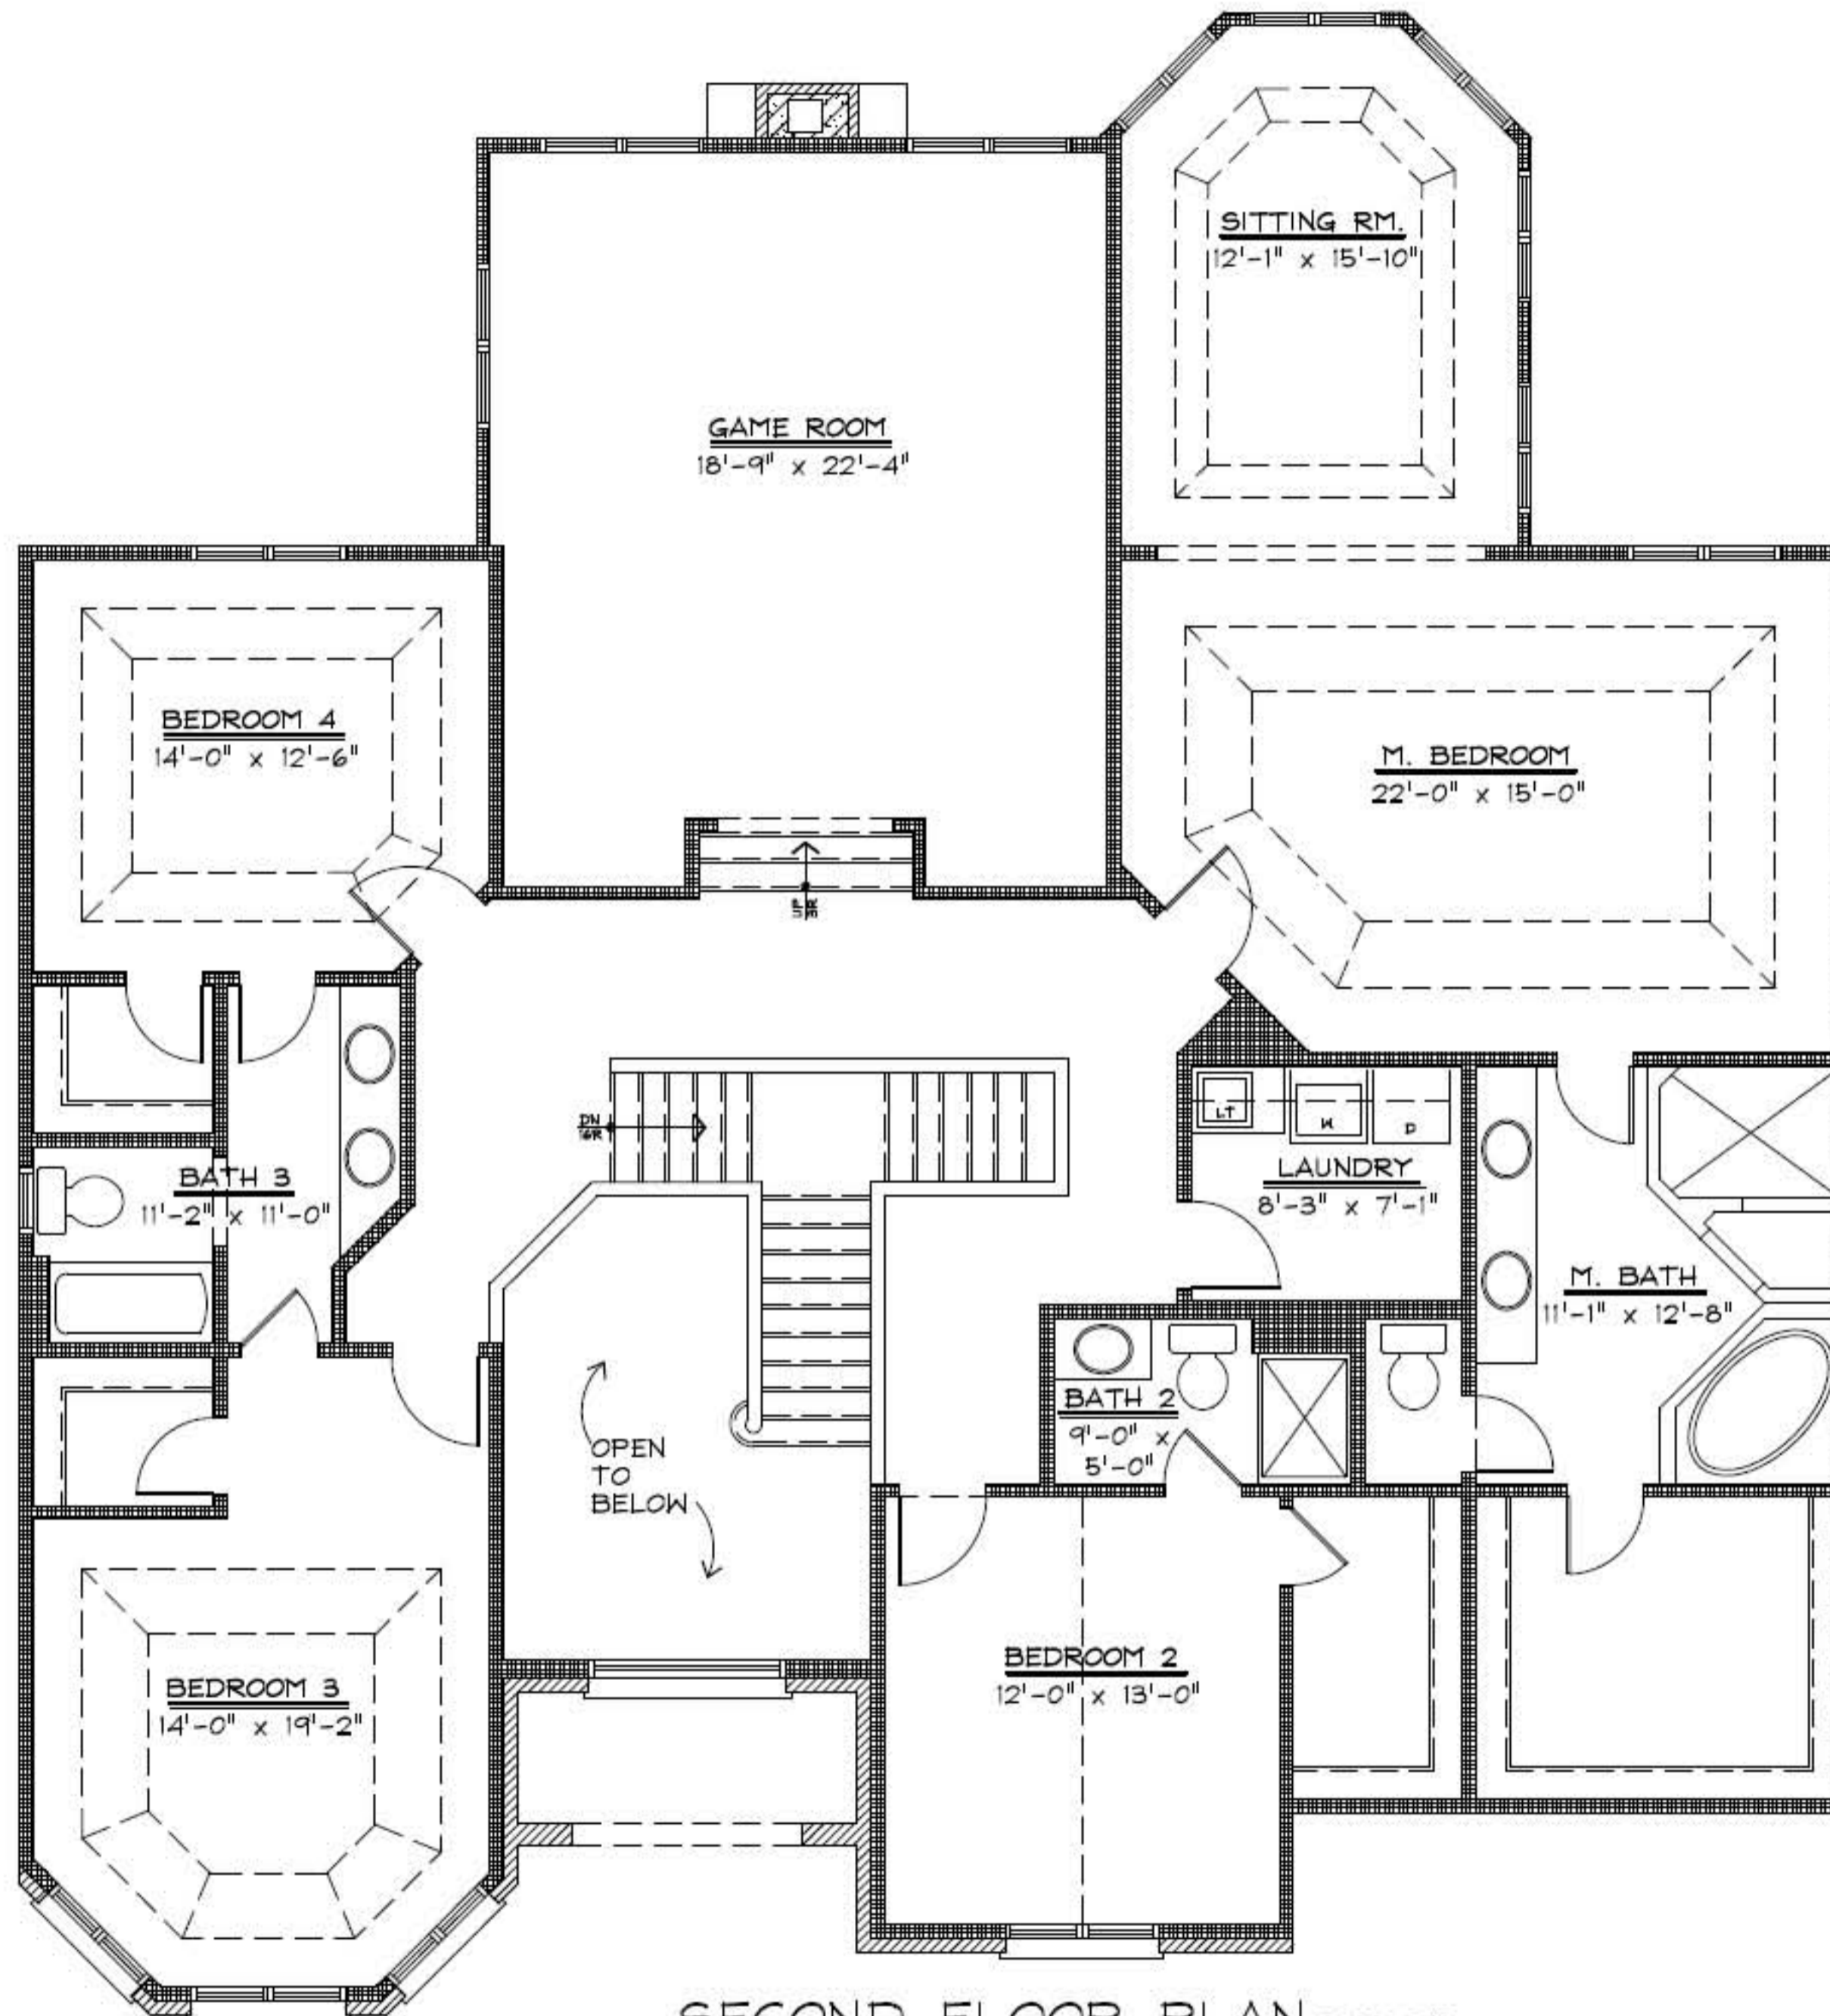 SITTING RM.
12'-1" x 15'-10"
GAME ROOM
18'-9" x 22'-4"
BEDROOM 4
14'-0" x 12'-6"
M. BEDROOM
22'-0" x 15'-0"
UP
3R
DN
16R
LT
W
D
LAUNDRY
8'-3" x 7'-1"
BATH 3
11'-2" x 11'-0"
M. BATH
11'-1" x 12'-8"
BATH 2
9'-0" x
5'-0"
OPEN
TO
BELOW
BEDROOM 2
12'-0" x 13'-0"
BEDROOM 3
14'-0" x 19'-2"
SECOND FLOOR PLAN